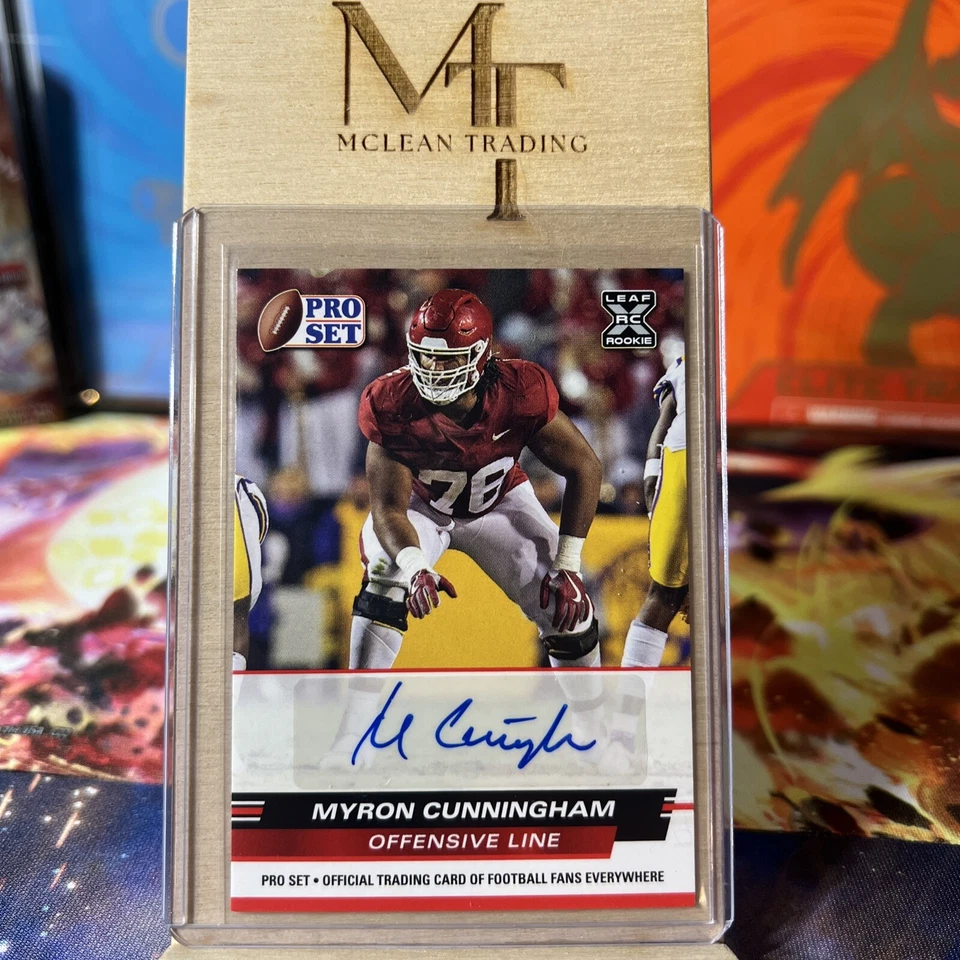 MT
MCLEAN TRADING
PRO
SET
LEAF
RC
ROOKIE
76
M Cunningham
MYRON CUNNINGHAM
OFFENSIVE LINE
PRO SET • OFFICIAL TRADING CARD OF FOOTBALL FANS EVERYWHERE